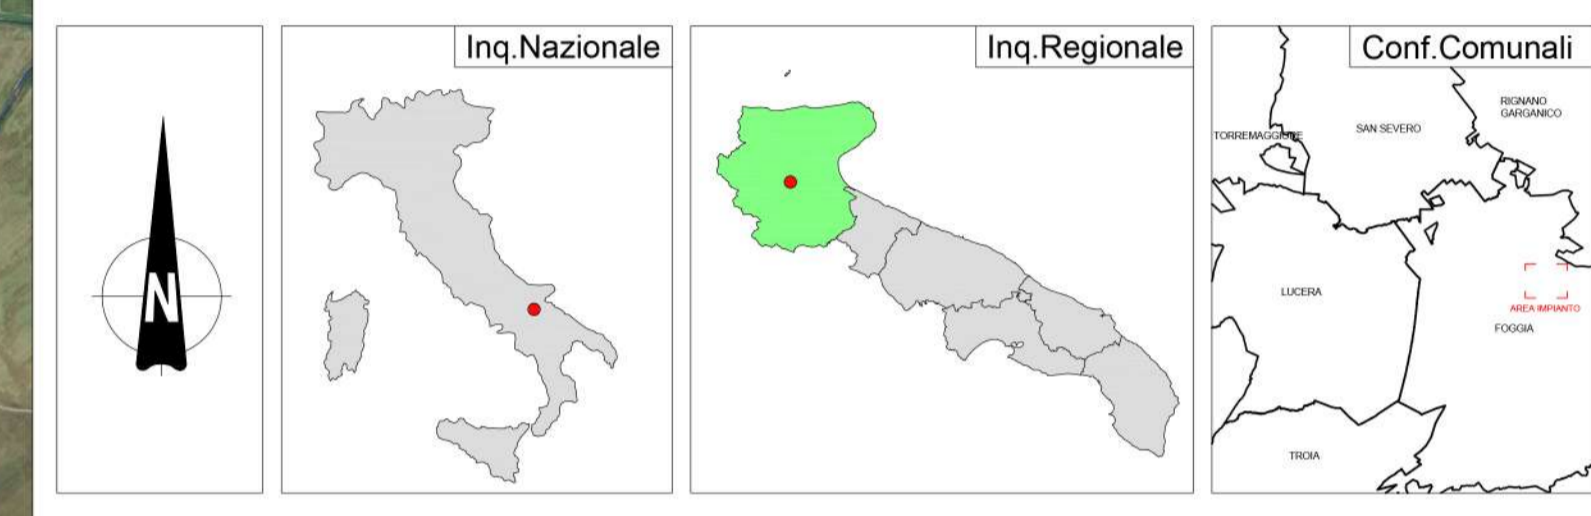 N
Inq.Nazionale
Inq.Regionale
Conf.Comunali
RIGNANO
GARGANICO
SAN SEVERO
TORREMAGGIORE
LUCERA
AREA IMPIANTO
FOGGIA
TROIA